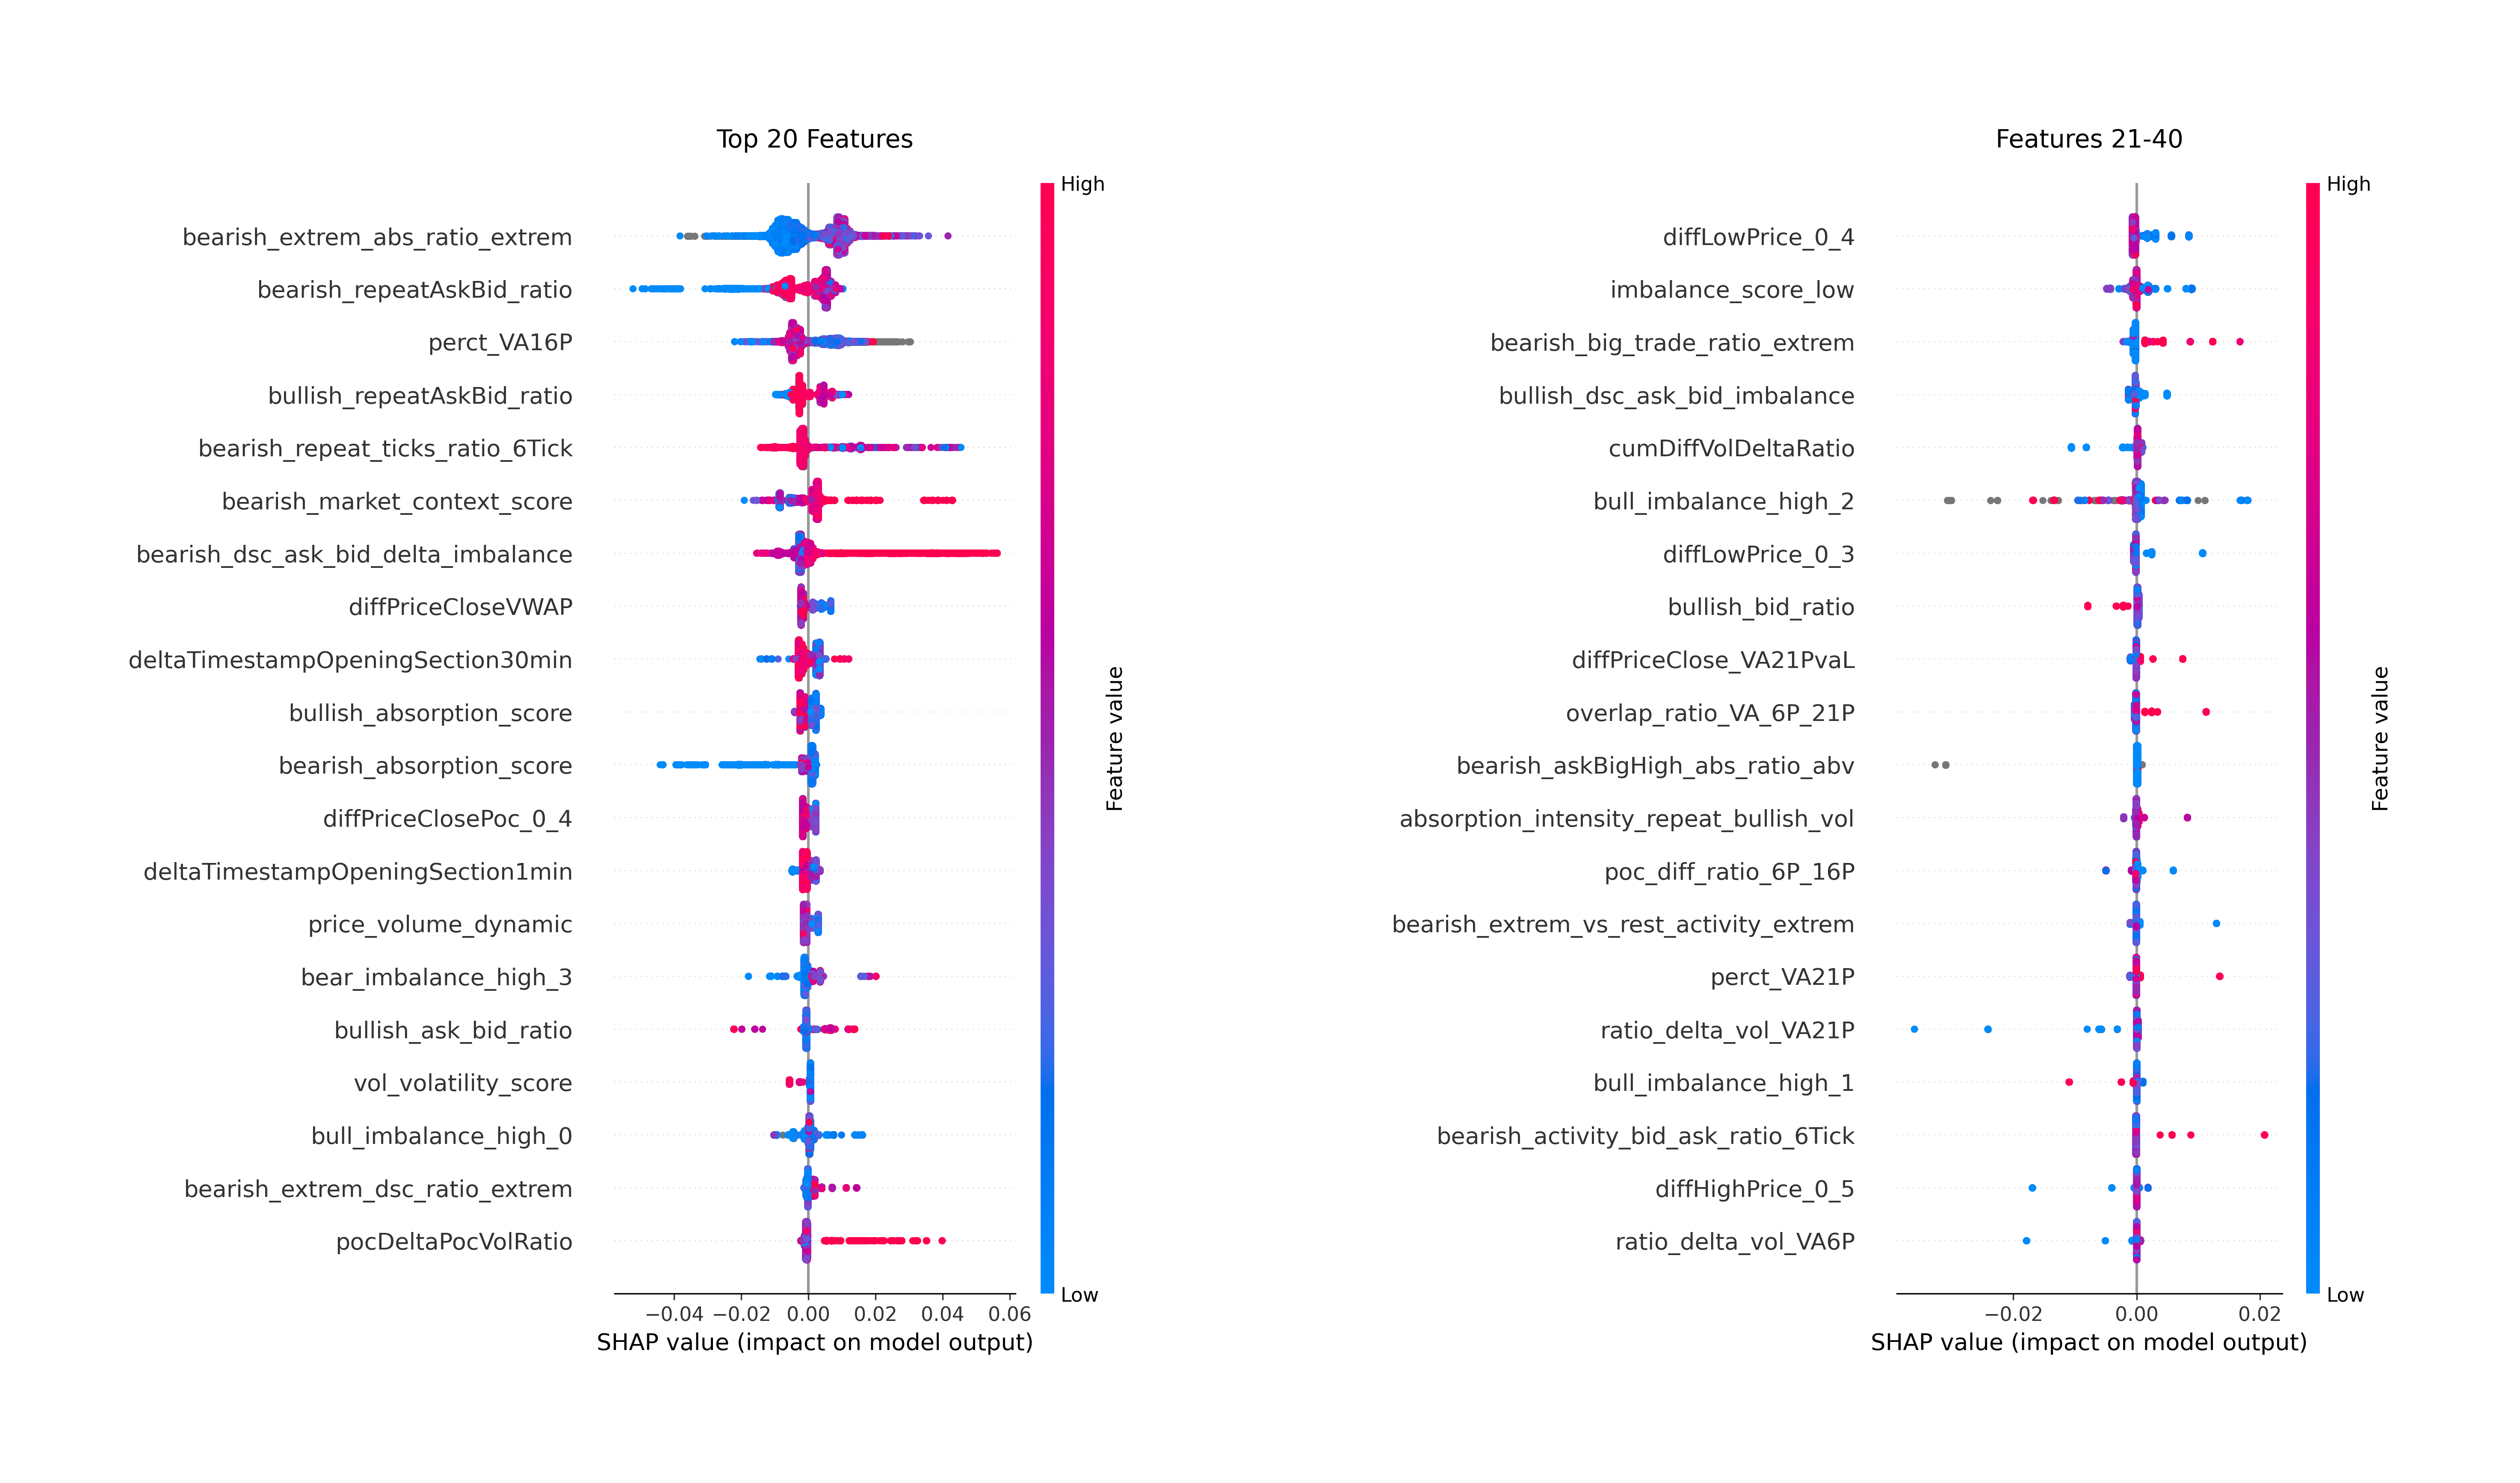 Top 20 Features
High
bearish_extrem_abs_ratio_extrem
bearish_repeatAskBid_ratio
perct_VA16P
bullish_repeatAskBid_ratio
bearish_repeat_ticks_ratio_6Tick
bearish_market_context_score
bearish_dsc_ask_bid_delta_imbalance
diffPriceCloseVWAP
deltaTimestampOpeningSection30min
bullish_absorption_score
bearish_absorption_score
diffPriceClosePoc_0_4
deltaTimestampOpeningSection1min
price_volume_dynamic
bear_imbalance_high_3
bullish_ask_bid_ratio
vol_volatility_score
bull_imbalance_high_0
bearish_extrem_dsc_ratio_extrem
pocDeltaPocVolRatio
Feature value
Low
−0.04 −0.02 0.00 0.02 0.04 0.06
SHAP value (impact on model output)
Features 21-40
High
diffLowPrice_0_4
imbalance_score_low
bearish_big_trade_ratio_extrem
bullish_dsc_ask_bid_imbalance
cumDiffVolDeltaRatio
bull_imbalance_high_2
diffLowPrice_0_3
bullish_bid_ratio
diffPriceClose_VA21PvaL
overlap_ratio_VA_6P_21P
bearish_askBigHigh_abs_ratio_abv
absorption_intensity_repeat_bullish_vol
poc_diff_ratio_6P_16P
bearish_extrem_vs_rest_activity_extrem
perct_VA21P
ratio_delta_vol_VA21P
bull_imbalance_high_1
bearish_activity_bid_ask_ratio_6Tick
diffHighPrice_0_5
ratio_delta_vol_VA6P
Feature value
Low
−0.02 0.00 0.02
SHAP value (impact on model output)